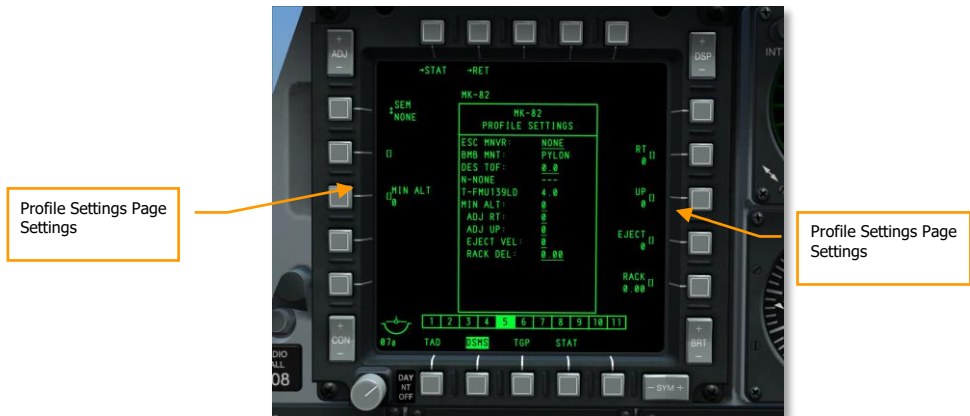 ADJ
DSP
INT
→STAT →RET
MK-82
SEM
NONE
MK-82
PROFILE SETTINGS
ESC MNVR: NONE
BMB MNT: PYLON
DES TOF: 0.0
N-NONE ---
T-FMU139LD 4.0
MIN ALT: 0
ADJ RT: 0
ADJ UP: 0
EJECT VEL: 0
RACK DEL: 0.00
MIN ALT
0
RT
0
UP
0
EJECT
0
RACK
0.00
Profile Settings Page
Settings
Profile Settings Page
Settings
1 2 3 4 5 6 7 8 9 10 11
CON
BRT
TAD DSMS TGP STAT
DAY
NT
OFF
- SYM +
08